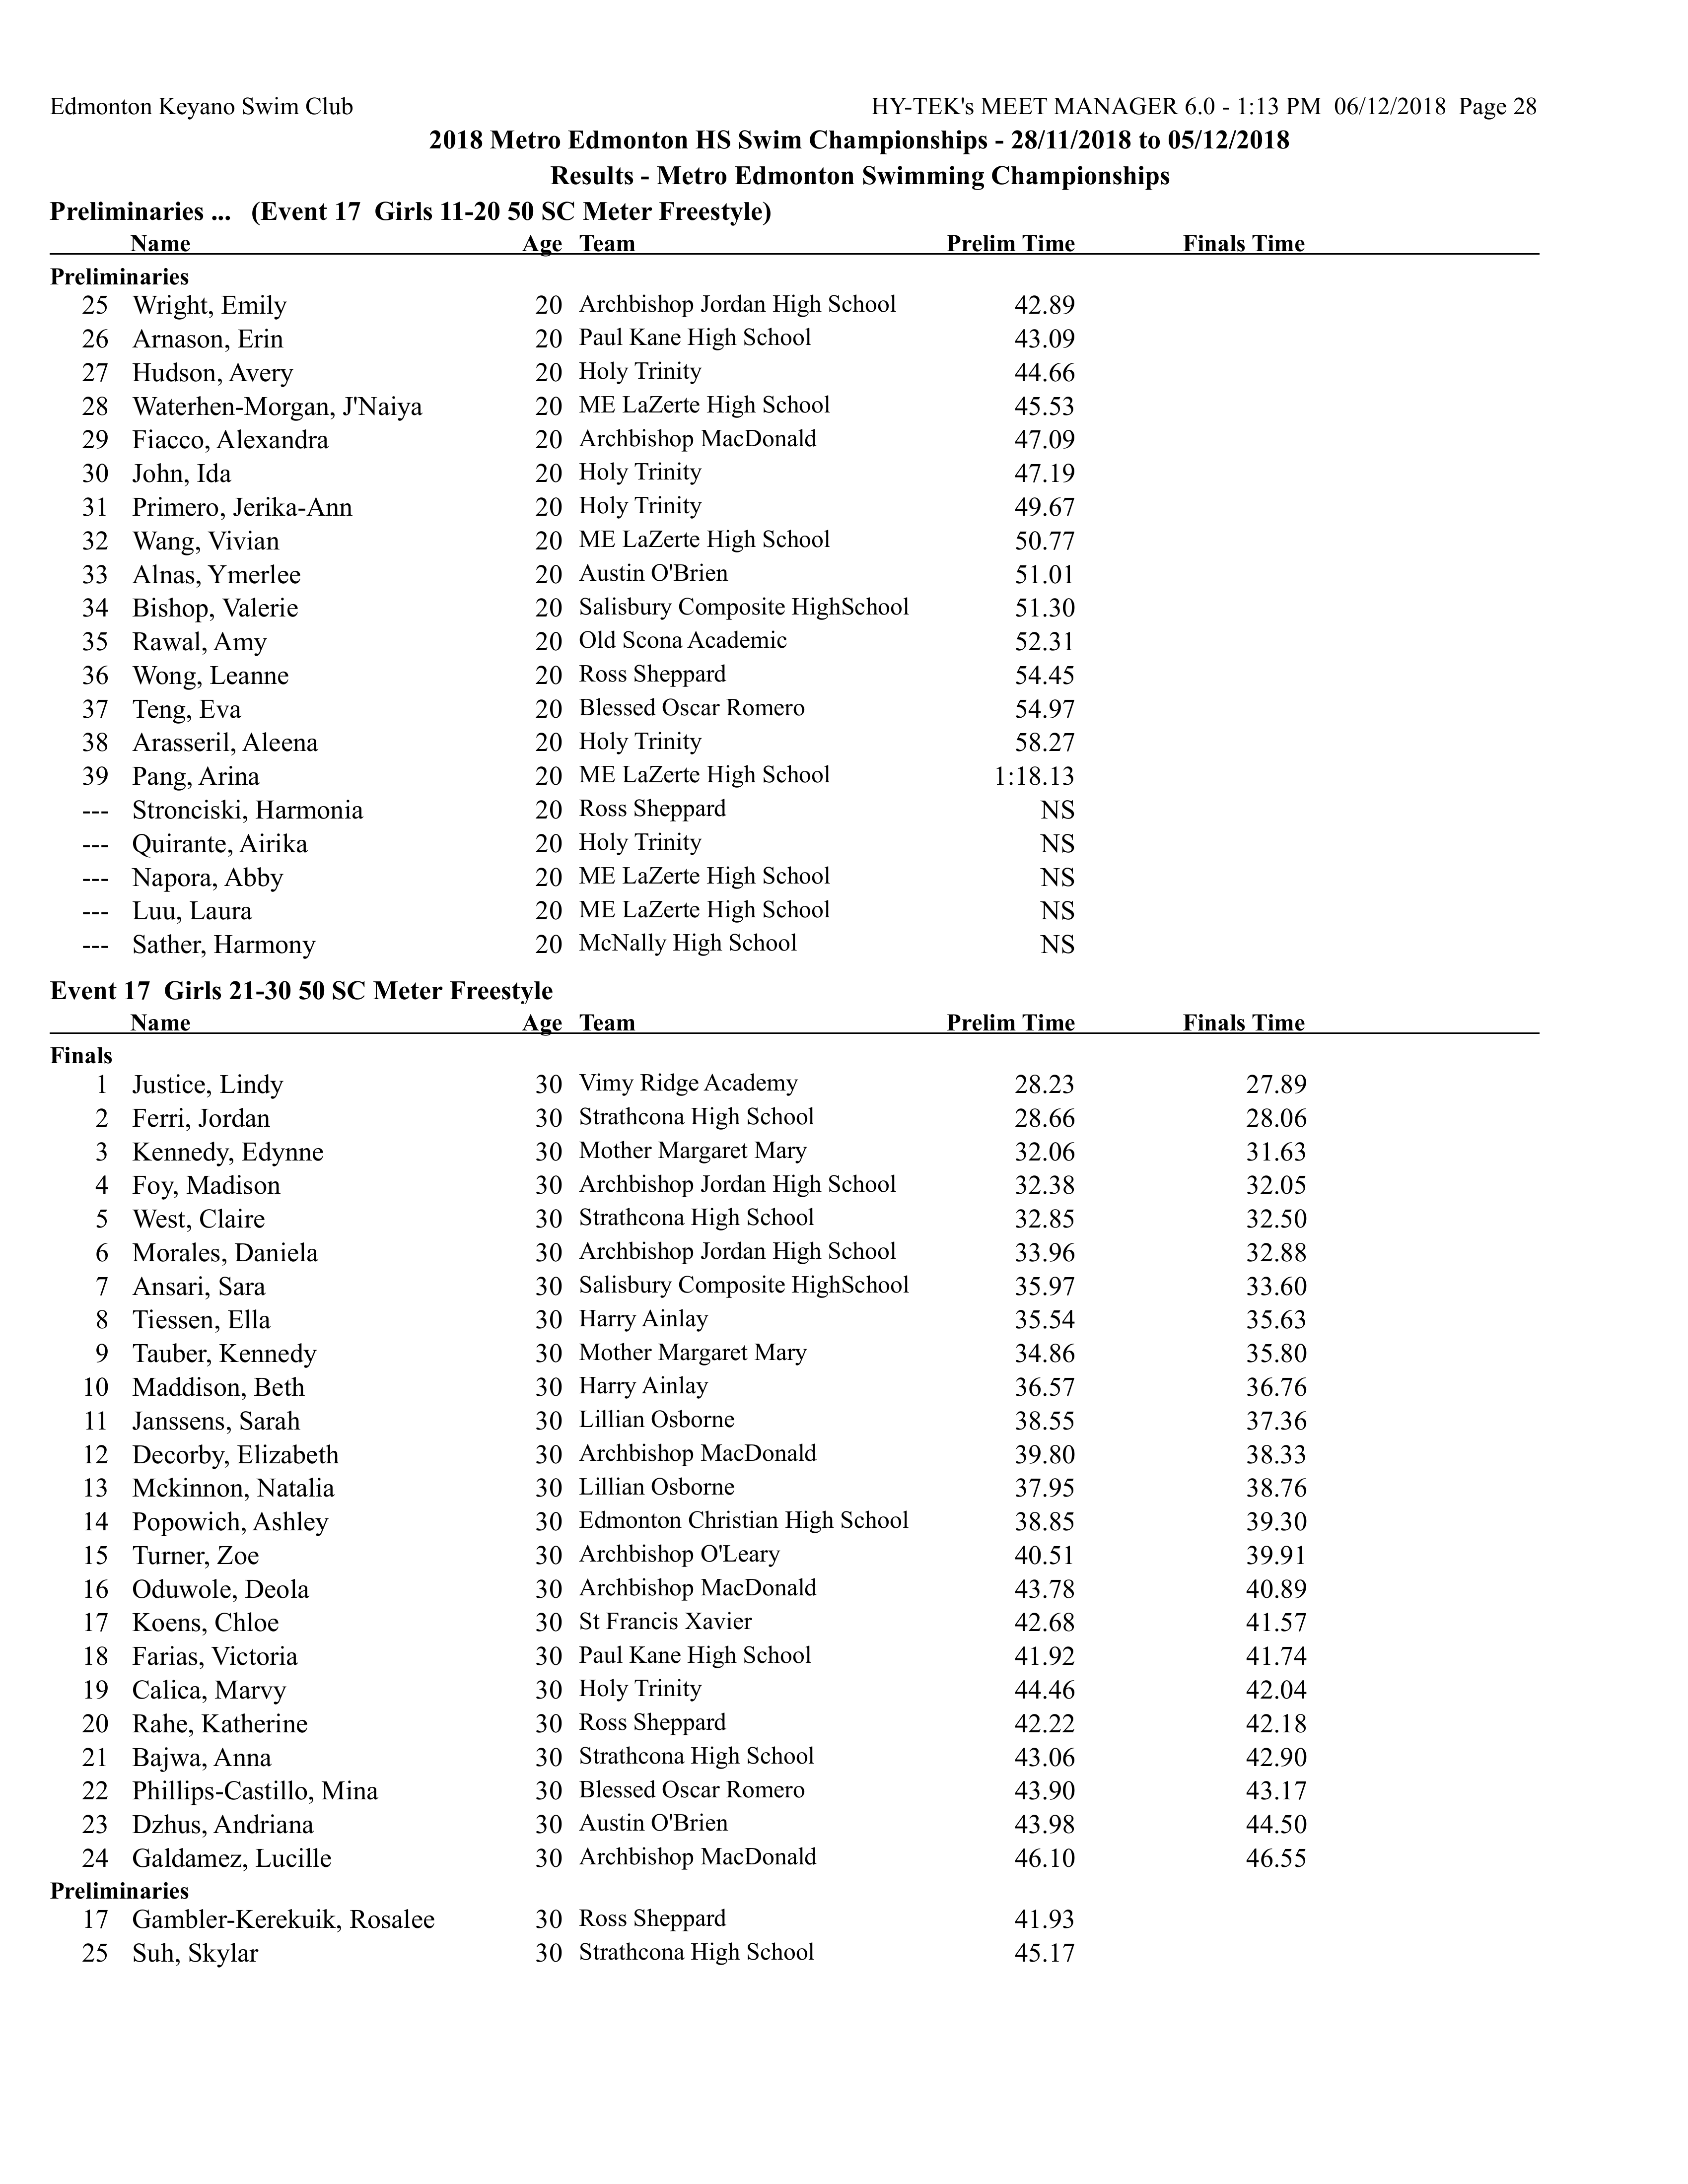 Edmonton Keyano Swim Club HY-TEK's MEET MANAGER 6.0 - 1:13 PM 06/12/2018 Page 28
2018 Metro Edmonton HS Swim Championships - 28/11/2018 to 05/12/2018
Results - Metro Edmonton Swimming Championships
Preliminaries ... (Event 17 Girls 11-20 50 SC Meter Freestyle)
Name Age Team Prelim Time Finals Time
Preliminaries
25 Wright, Emily 20 Archbishop Jordan High School 42.89
26 Arnason, Erin 20 Paul Kane High School 43.09
27 Hudson, Avery 20 Holy Trinity 44.66
28 Waterhen-Morgan, J'Naiya 20 ME LaZerte High School 45.53
29 Fiacco, Alexandra 20 Archbishop MacDonald 47.09
30 John, Ida 20 Holy Trinity 47.19
31 Primero, Jerika-Ann 20 Holy Trinity 49.67
32 Wang, Vivian 20 ME LaZerte High School 50.77
33 Alnas, Ymerlee 20 Austin O'Brien 51.01
34 Bishop, Valerie 20 Salisbury Composite HighSchool 51.30
35 Rawal, Amy 20 Old Scona Academic 52.31
36 Wong, Leanne 20 Ross Sheppard 54.45
37 Teng, Eva 20 Blessed Oscar Romero 54.97
38 Arasseril, Aleena 20 Holy Trinity 58.27
39 Pang, Arina 20 ME LaZerte High School 1:18.13
--- Stronciski, Harmonia 20 Ross Sheppard NS
--- Quirante, Airika 20 Holy Trinity NS
--- Napora, Abby 20 ME LaZerte High School NS
--- Luu, Laura 20 ME LaZerte High School NS
--- Sather, Harmony 20 McNally High School NS
Event 17 Girls 21-30 50 SC Meter Freestyle
Name Age Team Prelim Time Finals Time
Finals
1 Justice, Lindy 30 Vimy Ridge Academy 28.23 27.89
2 Ferri, Jordan 30 Strathcona High School 28.66 28.06
3 Kennedy, Edynne 30 Mother Margaret Mary 32.06 31.63
4 Foy, Madison 30 Archbishop Jordan High School 32.38 32.05
5 West, Claire 30 Strathcona High School 32.85 32.50
6 Morales, Daniela 30 Archbishop Jordan High School 33.96 32.88
7 Ansari, Sara 30 Salisbury Composite HighSchool 35.97 33.60
8 Tiessen, Ella 30 Harry Ainlay 35.54 35.63
9 Tauber, Kennedy 30 Mother Margaret Mary 34.86 35.80
10 Maddison, Beth 30 Harry Ainlay 36.57 36.76
11 Janssens, Sarah 30 Lillian Osborne 38.55 37.36
12 Decorby, Elizabeth 30 Archbishop MacDonald 39.80 38.33
13 Mckinnon, Natalia 30 Lillian Osborne 37.95 38.76
14 Popowich, Ashley 30 Edmonton Christian High School 38.85 39.30
15 Turner, Zoe 30 Archbishop O'Leary 40.51 39.91
16 Oduwole, Deola 30 Archbishop MacDonald 43.78 40.89
17 Koens, Chloe 30 St Francis Xavier 42.68 41.57
18 Farias, Victoria 30 Paul Kane High School 41.92 41.74
19 Calica, Marvy 30 Holy Trinity 44.46 42.04
20 Rahe, Katherine 30 Ross Sheppard 42.22 42.18
21 Bajwa, Anna 30 Strathcona High School 43.06 42.90
22 Phillips-Castillo, Mina 30 Blessed Oscar Romero 43.90 43.17
23 Dzhus, Andriana 30 Austin O'Brien 43.98 44.50
24 Galdamez, Lucille 30 Archbishop MacDonald 46.10 46.55
Preliminaries
17 Gambler-Kerekuik, Rosalee 30 Ross Sheppard 41.93
25 Suh, Skylar 30 Strathcona High School 45.17